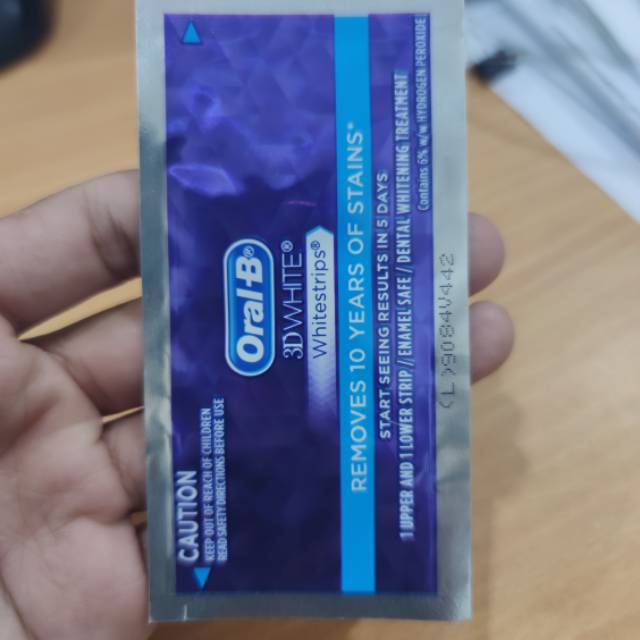 CAUTION
KEEP OUT OF REACH OF CHILDREN
READ SAFETY DIRECTIONS BEFORE USE
Oral-B®
3DWHITE®
Whitestrips®
REMOVES 10 YEARS OF STAINS*
START SEEING RESULTS IN 5 DAYS
1 UPPER AND 1 LOWER STRIP // ENAMEL SAFE / DENTAL WHITENING TREATMENT
Contains 6% w/w HYDROGEN PEROXIDE
(L)9084V442